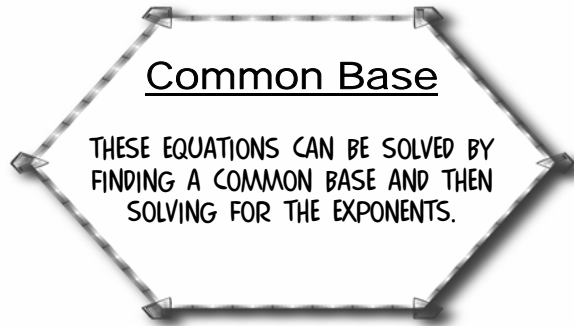 Common Base
THESE EQUATIONS CAN BE SOLVED BY
FINDING A COMMON BASE AND THEN
SOLVING FOR THE EXPONENTS.